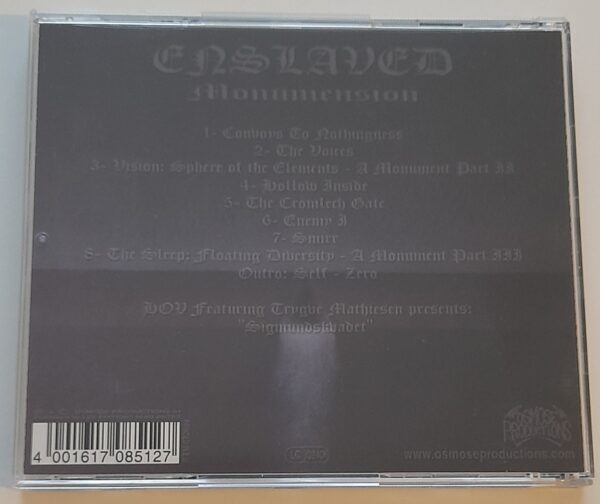 ENSLAVED
Monumension
1- Convoys To Nothingness
2- The Voices
3- Vision: Sphere of the Elements - A Monument Part II
4- Hollow Inside
5- The Cromlech Gate
6- Enemy I
7- Smirr
8- The Sleep: Floating Diversity - A Monument Part III
Outro: Self - Zero
HOV Featuring Trygve Mathiesen presents:
"Sigmundskvadet"
OSMOSE
PRODUCTIONS
www.osmoseproductions.com
4 001617 085127